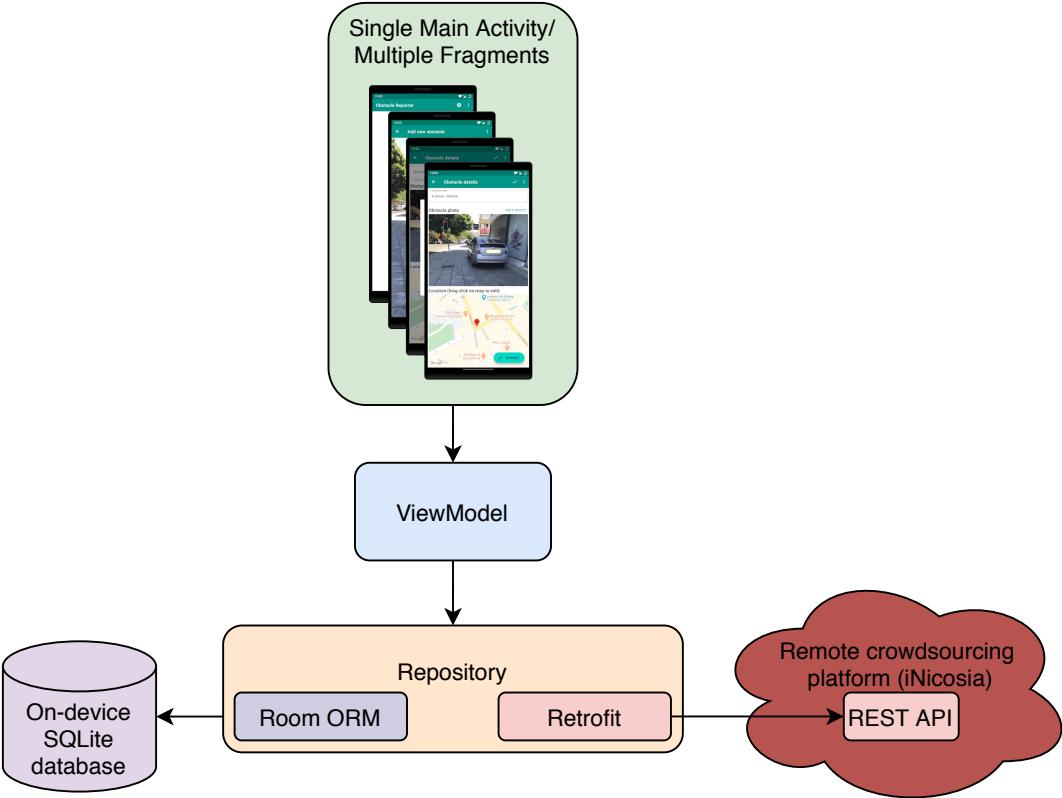 Single Main Activity/
Multiple Fragments
Obstacle Reporter
Add new obstacle
Obstacle details
Obstacle details
Obstacle photo
EDIT PHOTO
Location (long click on map to edit)
ViewModel
Repository
Room ORM
Retrofit
On-device
SQLite
database
Remote crowdsourcing
platform (iNicosia)
REST API